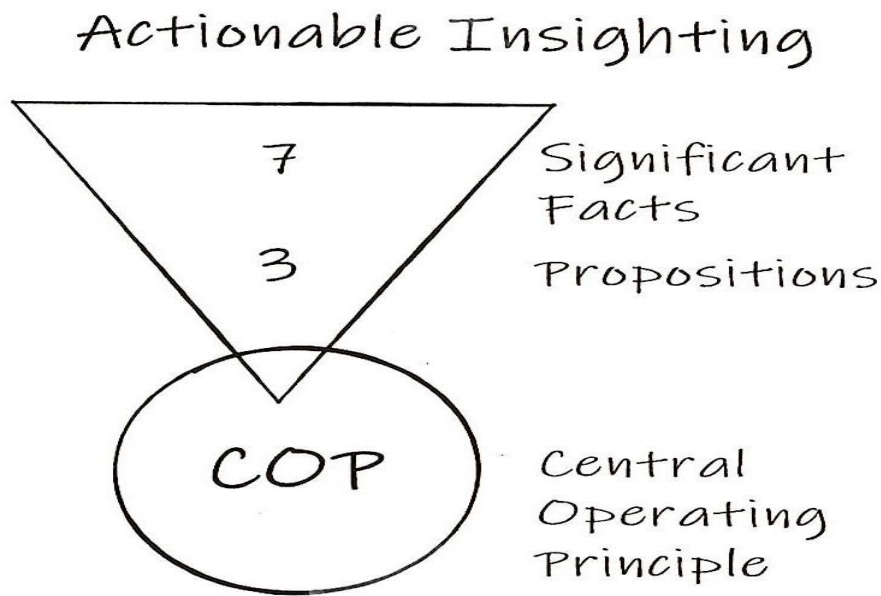 Actionable Insighting
7
Significant
Facts
3
Propositions
COP
Central
Operating
Principle